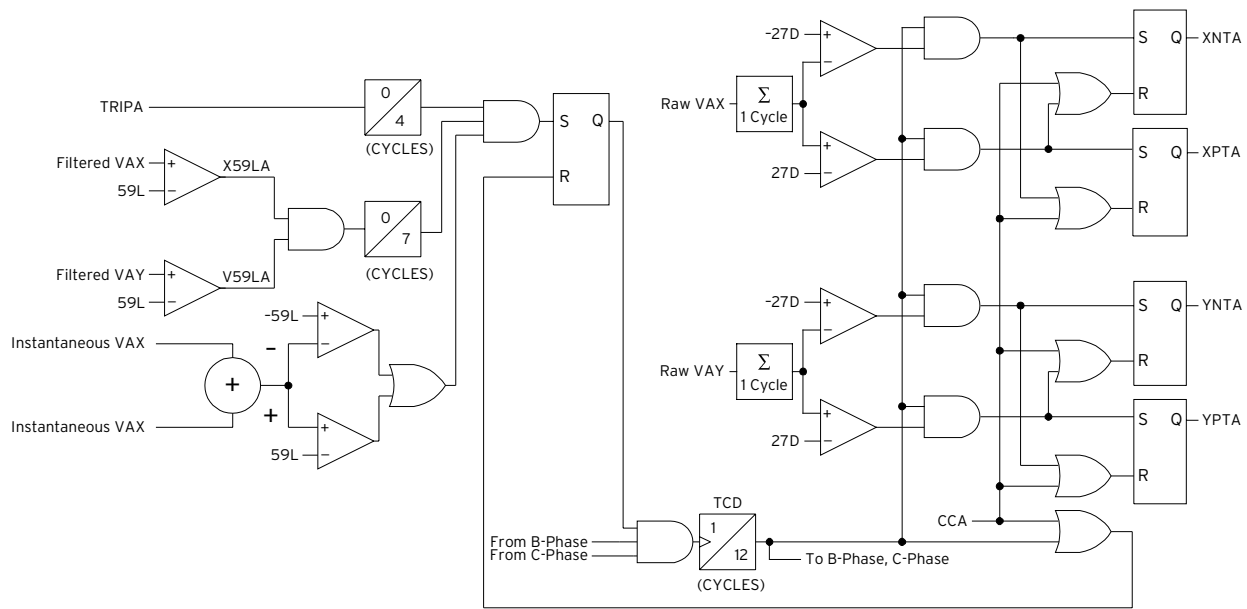 TRIPA
0
4
(CYCLES)
Filtered VAX
+
X59LA
59L
−
0
7
(CYCLES)
Filtered VAY
+
V59LA
59L
−
Instantaneous VAX
−
+
+
Instantaneous VAX
-59L
+
−
+
59L
−
S Q
R
From B-Phase
From C-Phase
TCD
1
12
(CYCLES)
To B-Phase, C-Phase
Raw VAX
Σ
1 Cycle
-27D
+
−
+
27D
−
S Q
XNTA
R
S Q
XPTA
R
Raw VAY
Σ
1 Cycle
-27D
+
−
+
27D
−
S Q
YNTA
R
S Q
YPTA
R
CCA